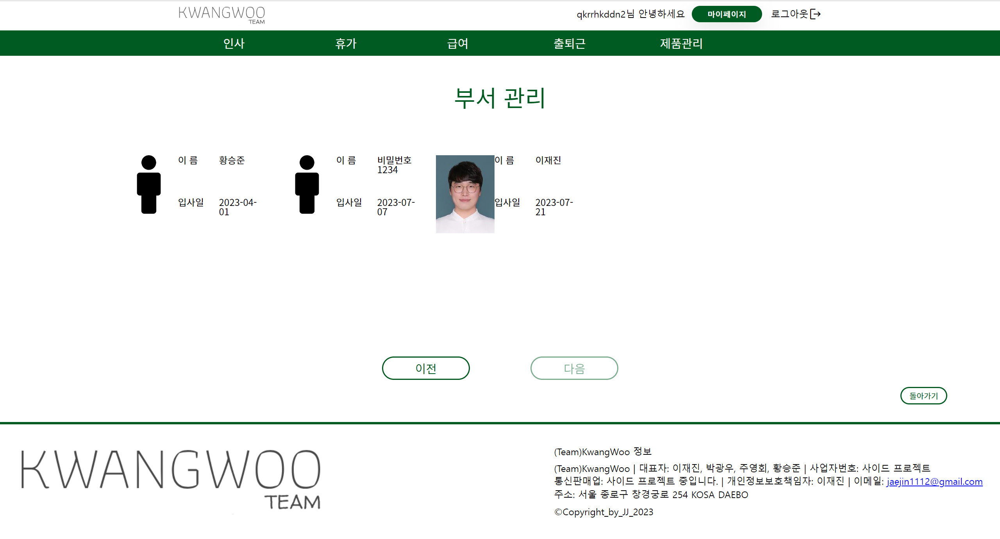 KWANGWOO
TEAM
qkrrhkddn2님 안녕하세요 마이페이지 로그아웃
인사 휴가 급여 출퇴근 제품관리
부서 관리
이 름 황승준
입사일 2023-04-
01
이 름 비밀번호
1234
입사일 2023-07-
07
이 름 이재진
입사일 2023-07-
21
이전 다음
돌아가기
KWANGWOO
TEAM
(Team)KwangWoo 정보
(Team)KwangWoo | 대표자: 이재진, 박광우, 주영회, 황승준 | 사업자번호: 사이드 프로젝트
통신판매업: 사이드 프로젝트 중입니다. | 개인정보보호책임자: 이재진 | 이메일: jaejin1112@gmail.com
주소: 서울 종로구 창경궁로 254 KOSA DAEBO
©Copyright_by_JJ_2023